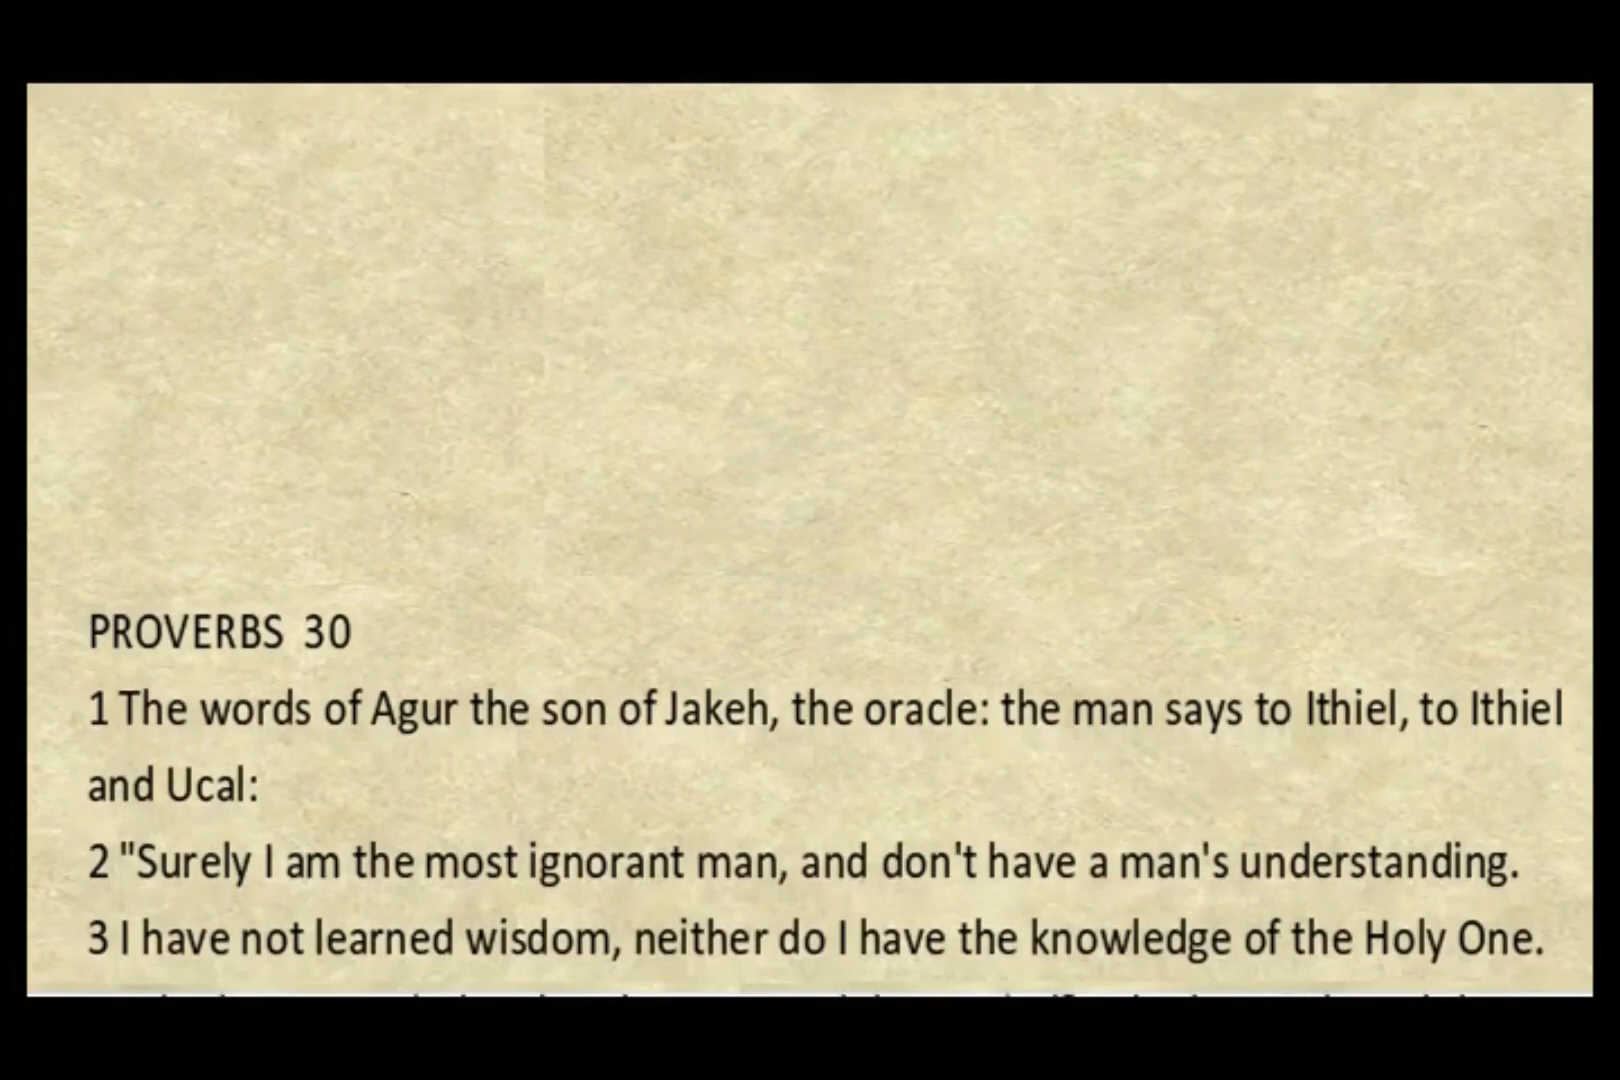 PROVERBS 30
1 The words of Agur the son of Jakeh, the oracle: the man says to Ithiel, to Ithiel
and Ucal:
2 "Surely I am the most ignorant man, and don't have a man's understanding.
3 I have not learned wisdom, neither do I have the knowledge of the Holy One.